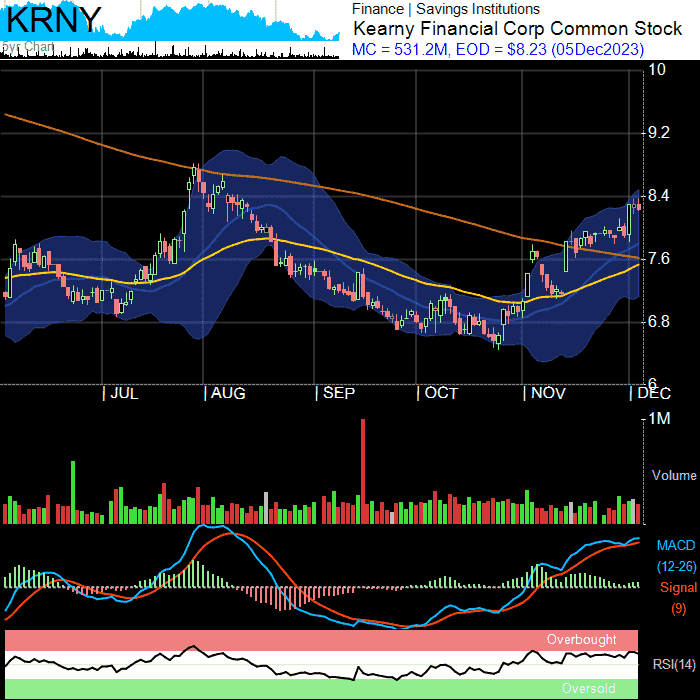 KRNY
5yr Chart
Finance | Savings Institutions
Kearny Financial Corp Common Stock
MC = 531.2M, EOD = $8.23 (05Dec2023)
10
9.2
8.4
7.6
6.8
6
JUL AUG SEP OCT NOV DEC
1M
Volume
MACD
(12-26)
Signal
(9)
Overbought
RSI(14)
Oversold